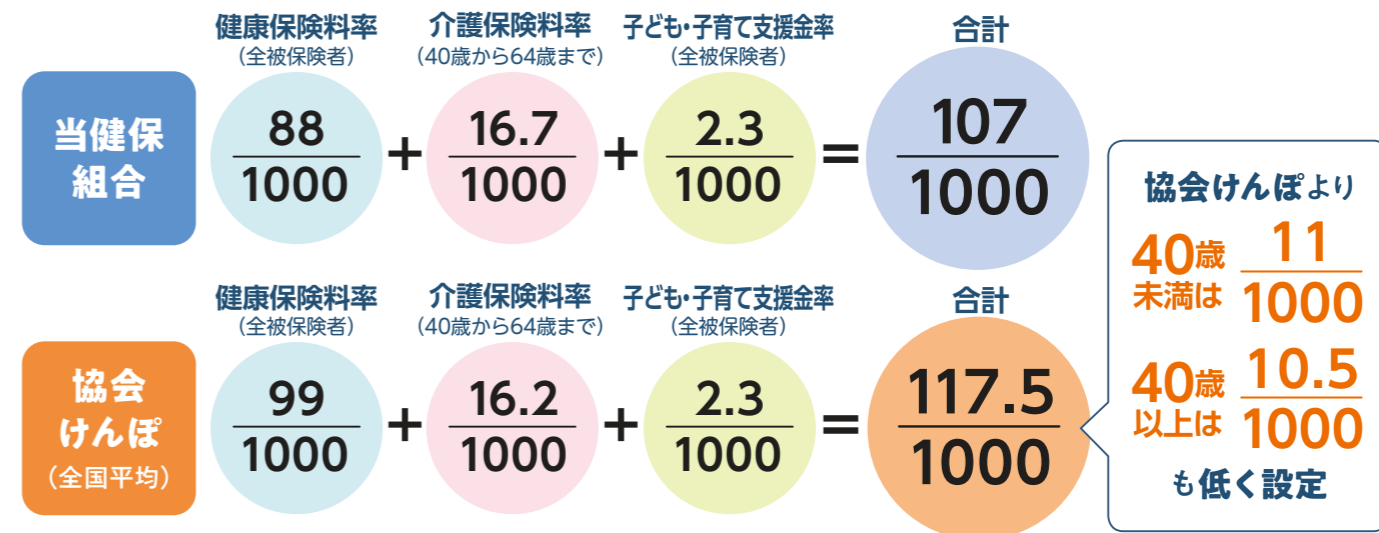 健康保険料率
(全被保険者)
介護保険料率
(40歳から64歳まで)
子ども・子育て支援金率
(全被保険者)
合計
当健保
組合
88
1000
+
16.7
1000
+
2.3
1000
=
107
1000
健康保険料率
(全被保険者)
介護保険料率
(40歳から64歳まで)
子ども・子育て支援金率
(全被保険者)
合計
協会
けんぽ
(全国平均)
99
1000
+
16.2
1000
+
2.3
1000
=
117.5
1000
協会けんぽより
40歳
未満は
11
1000
40歳
以上は
10.5
1000
も低く設定